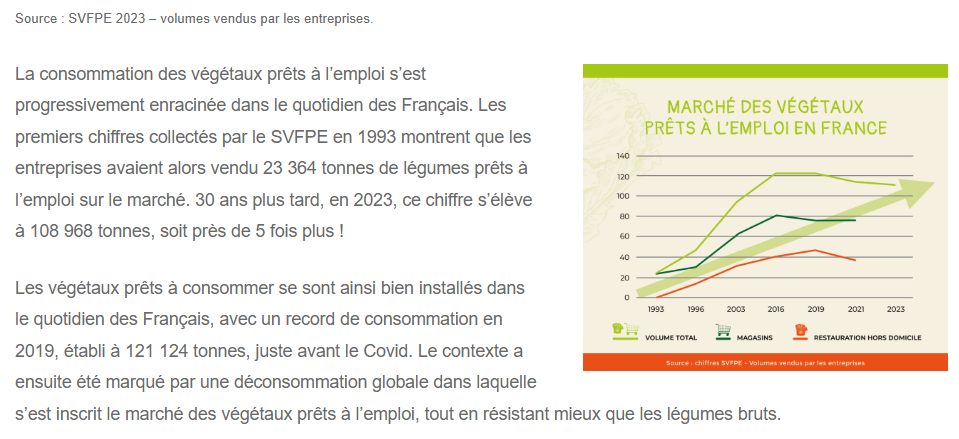 Source : SVFPE 2023 – volumes vendus par les entreprises.
La consommation des végétaux prêts à l’emploi s’est
progressivement enracinée dans le quotidien des Français. Les
premiers chiffres collectés par le SVFPE en 1993 montrent que les
entreprises avaient alors vendu 23 364 tonnes de légumes prêts à
l’emploi sur le marché. 30 ans plus tard, en 2023, ce chiffre s’élève
à 108 968 tonnes, soit près de 5 fois plus !
Les végétaux prêts à consommer se sont ainsi bien installés dans
le quotidien des Français, avec un record de consommation en
2019, établi à 121 124 tonnes, juste avant le Covid. Le contexte a
ensuite été marqué par une déconsommation globale dans laquelle
s’est inscrit le marché des végétaux prêts à l’emploi, tout en résistant mieux que les légumes bruts.
MARCHÉ DES VÉGÉTAUX
PRÊTS À L’EMPLOI EN FRANCE
140
120
100
80
60
40
20
0
1993 1996 2003 2016 2019 2021 2023
VOLUME TOTAL MAGASINS RESTAURATION HORS DOMICILE
Source : chiffres SVFPE - Volumes vendus par les entreprises